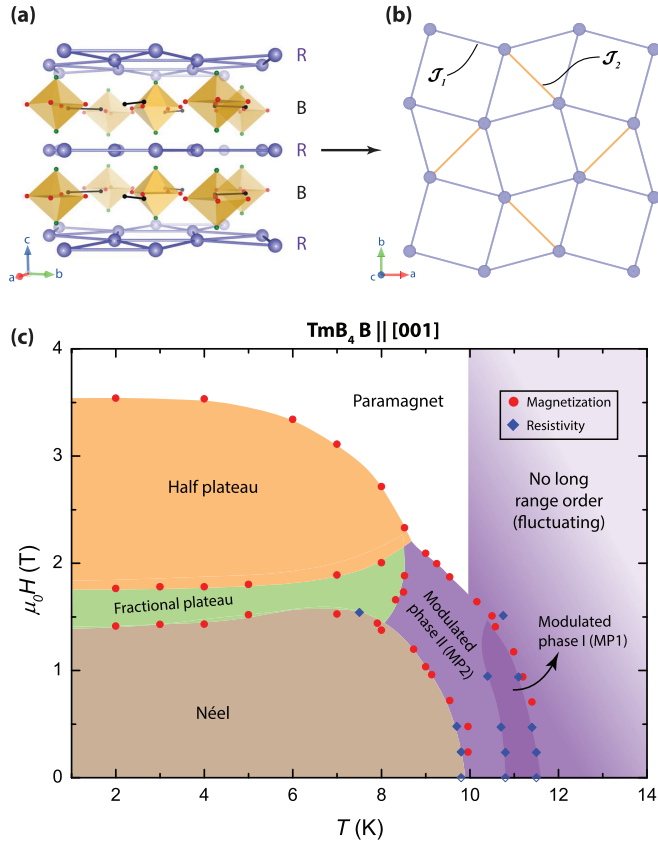 (a)
R
B
R
B
R
c
a
b
(b)
𝒥1
𝒥2
b
c
a
(c)
TmB4 B || [001]
4
3
2
1
0
μ0H (T)
Paramagnet
Magnetization
Resistivity
Half plateau
No long
range order
(fluctuating)
Fractional plateau
Modulated
phase II (MP2)
Modulated
phase I (MP1)
Néel
2
4
6
8
10
12
14
T (K)